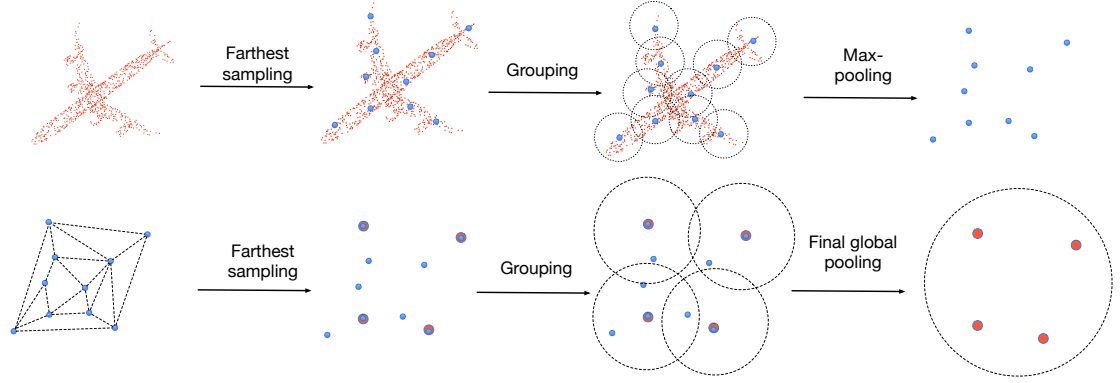 Farthest
sampling
Grouping
Max-
pooling
Farthest
sampling
Grouping
Final global
pooling